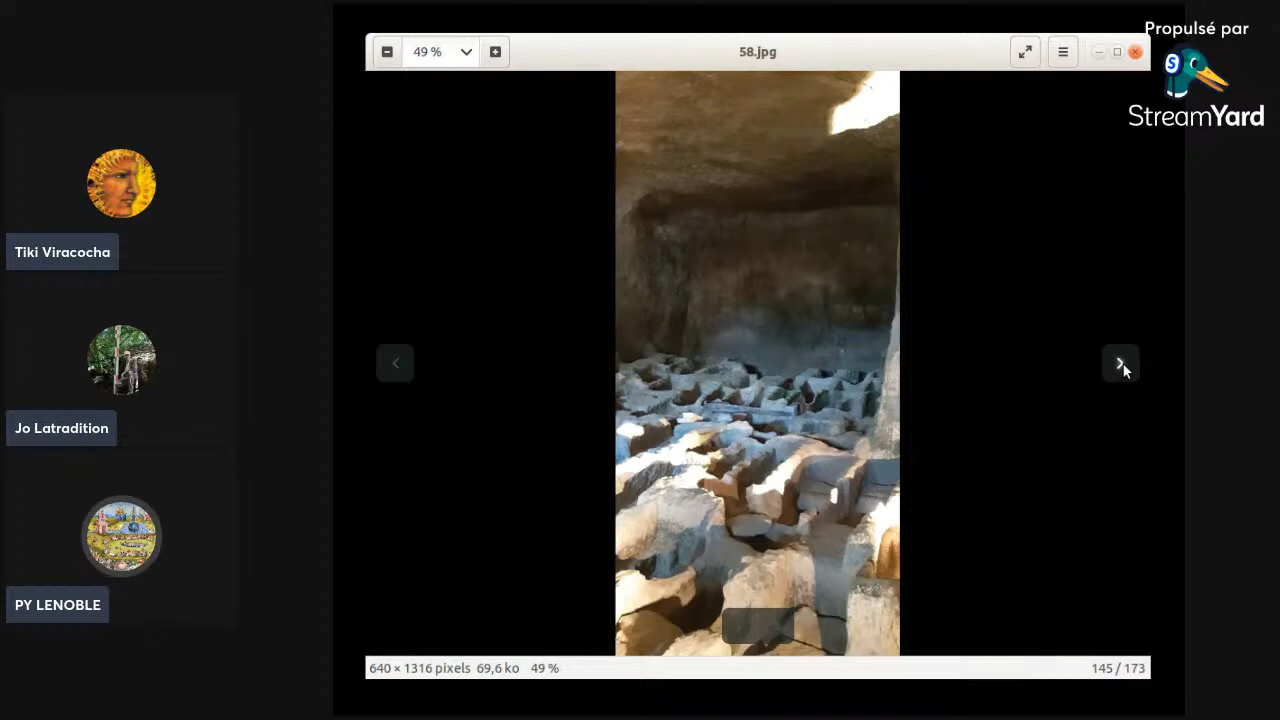 49 %
58.jpg
Propulsé par
StreamYard
Tiki Viracocha
Jo Latradition
PY LENOBLE
640 × 1316 pixels 69,6 ko 49 %
145 / 173